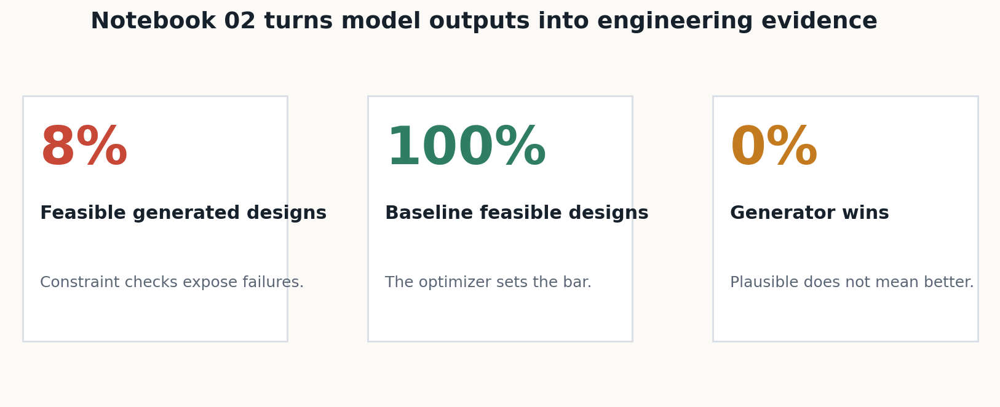 Notebook 02 turns model outputs into engineering evidence
8%
Feasible generated designs
Constraint checks expose failures.
100%
Baseline feasible designs
The optimizer sets the bar.
0%
Generator wins
Plausible does not mean better.